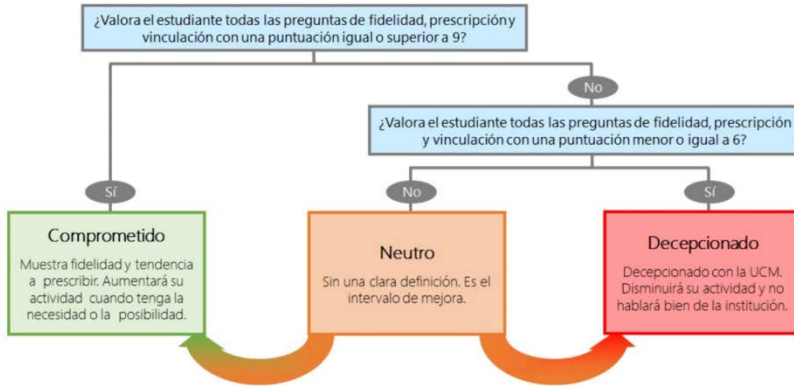 ¿Valora el estudiante todas las preguntas de fidelidad, prescripción y
vinculación con una puntuación igual o superior a 9?
No
¿Valora el estudiante todas las preguntas de fidelidad, prescripción
y vinculación con una puntuación menor o igual a 6?
Sí
No
Sí
Comprometido
Muestra fidelidad y tendencia
a prescribir. Aumentará su
actividad cuando tenga la
necesidad o la posibilidad.
Neutro
Sin una clara definición. Es el
intervalo de mejora.
Decepcionado
Decepcionado con la UCM.
Disminuirá su actividad y no
hablará bien de la institución.